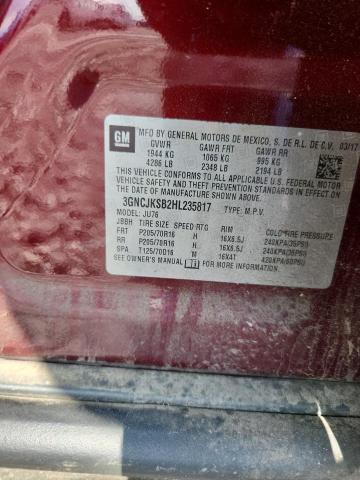 GM
MFD BY GENERAL MOTORS DE MEXICO, S. DE R.L. DE C.V. 03/17
GVWR GAWR FRT GAWR RR
1944 KG 1065 KG 995 KG
4286 LB 2348 LB 2194 LB
THIS VEHICLE CONFORMS TO ALL APPLICABLE
U.S. FEDERAL MOTOR VEHICLE SAFETY, BUMPER, AND
THEFT PREVENTION STANDARDS IN EFFECT ON THE
DATE OF MANUFACTURE SHOWN ABOVE.
3GNCJKSB2HL235817 TYPE: M.P.V.
MODEL: JU76
JBBH TIRE SIZE SPEED RTG RIM COLD TIRE PRESSURE
FRT P205/70R16 H 16X6.5J 240KPA(35PSI)
RR P205/70R16 H 16X6.5J 240KPA(35PSI)
SPA T125/70D16 M 16X4T 420KPA(60PSI)
SEE OWNER'S MANUAL